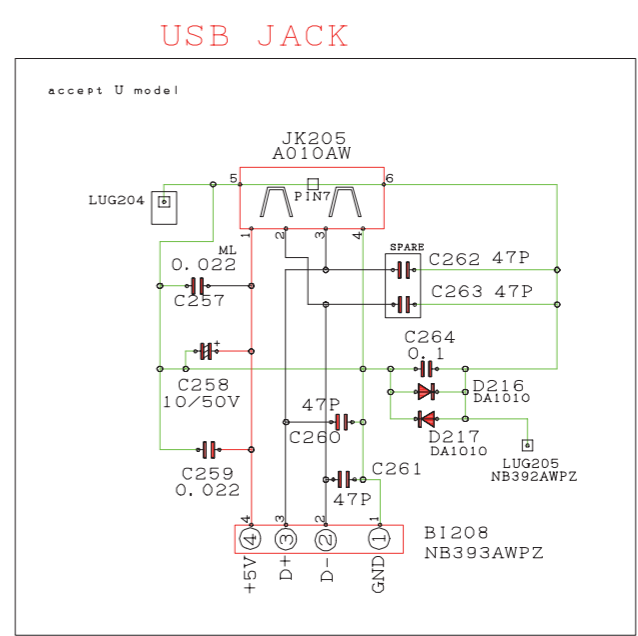 USB JACK
accept U model
JK205
A010AW
5
6
LUG204
PIN7
1
2
3
4
ML
0.022
C257
SPARE
C262 47P
C263 47P
C264
0.1
+
C258
10/50V
D216
DA1010
47P
C260
D217
DA1010
C259
0.022
C261
47P
LUG205
NB392AWPZ
4
3
2
1
4
3
2
1
BI208
NB393AWPZ
+5V
D+
D-
GND